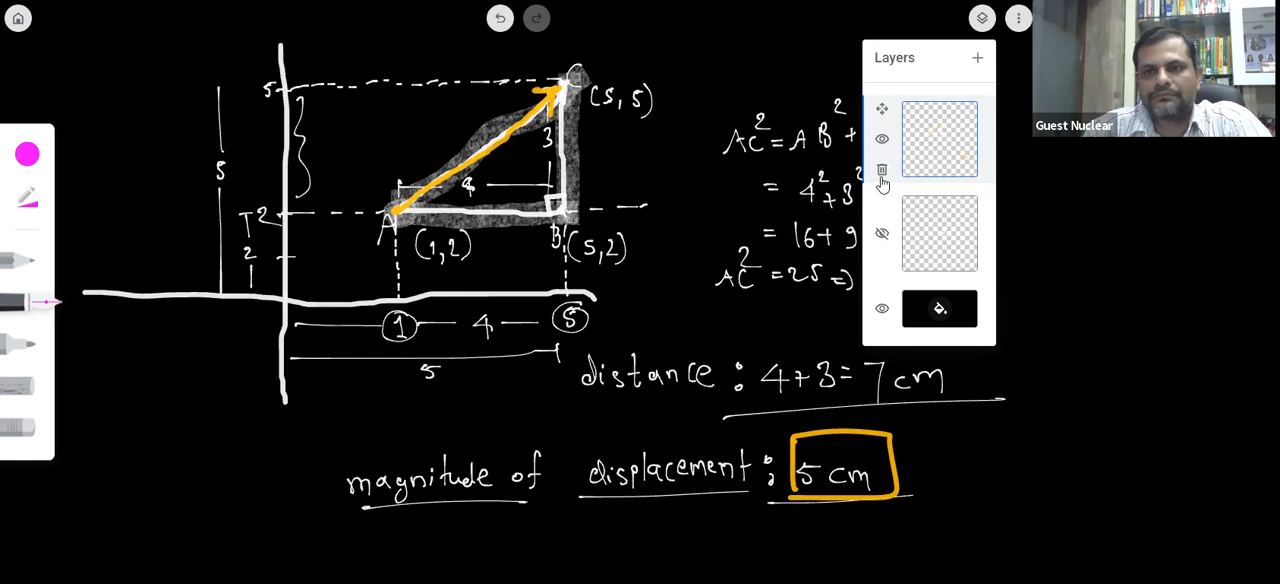 Layers
Guest Nuclear
5
C
(5, 5)
3
5
4
2
A
B
(1,2)
(5,2)
2
1
4
5
5
AC² = AB² +
= 4² + 3²
= 16 + 9
AC² = 25 =>
distance : 4+3 = 7 cm
magnitude of displacement : 5 cm